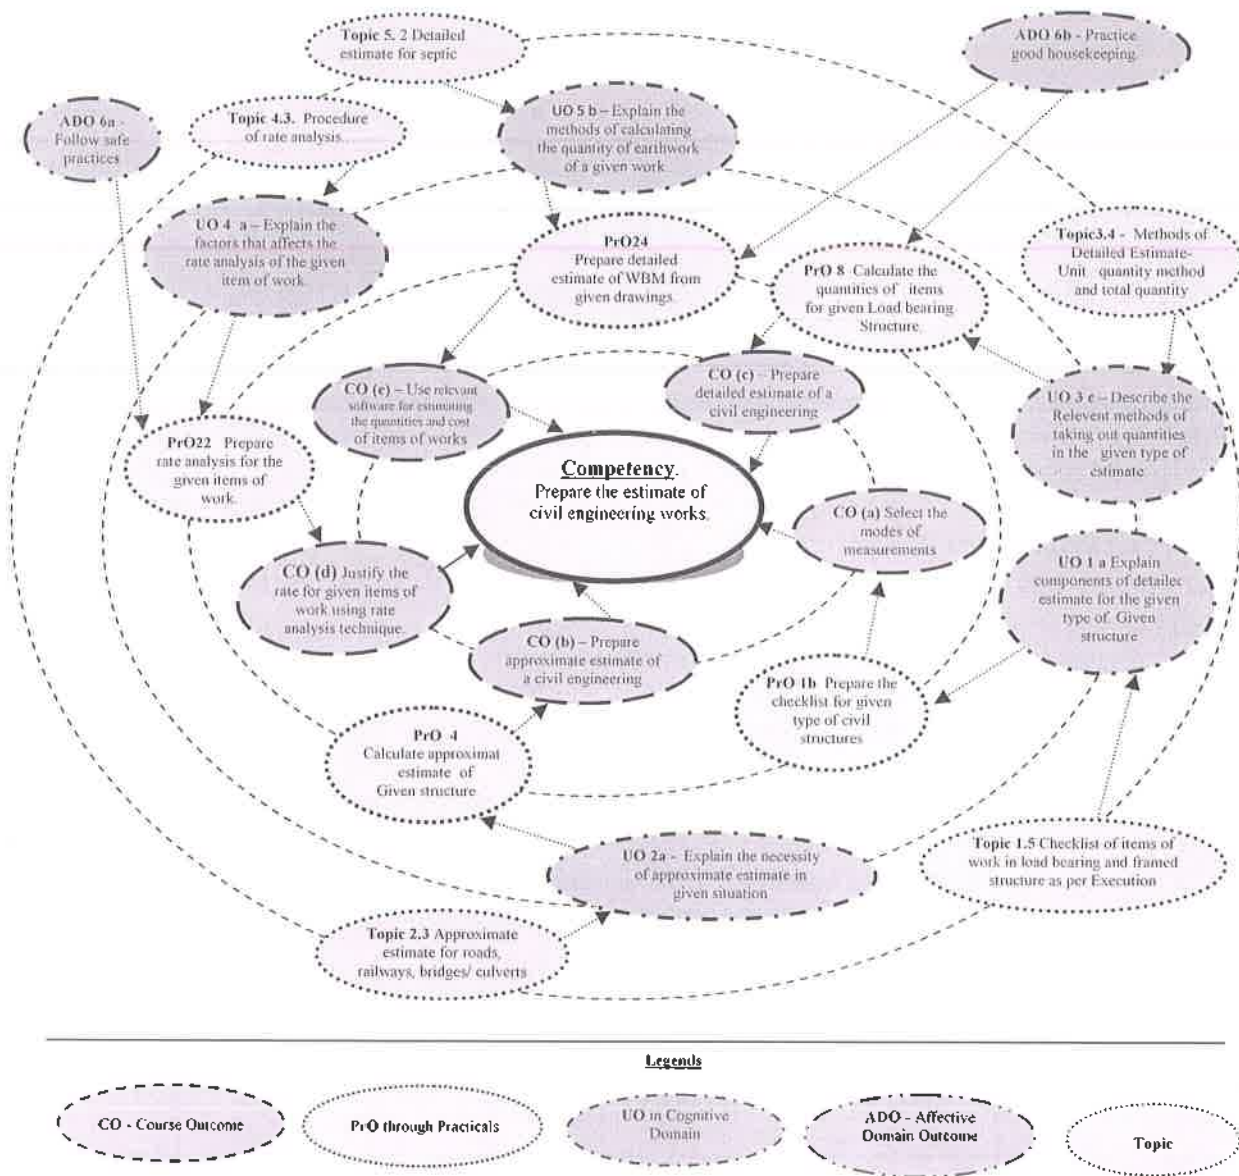 Topic 5. 2 Detailed
estimate for septic
ADO 6b - Practice
good housekeeping.
ADO 6a -
Follow safe
practices
Topic 4.3. Procedure
of rate analysis.
UO 5 b – Explain the
methods of calculating
the quantity of earthwork
of a given work
UO 4 a – Explain the
factors that affects the
rate analysis of the given
item of work.
PrO24
Prepare detailed
estimate of WBM from
given drawings.
PrO 8 Calculate the
quantities of items
for given Load bearing
Structure.
Topic3.4 - Methods of
Detailed Estimate-
Unit quantity method
and total quantity
CO (e) – Use relevant
software for estimating
the quantities and cost
of items of works
CO (c) – Prepare
detailed estimate of a
civil engineering
UO 3 e – Describe the
Relevent methods of
taking out quantities
in the given type of
estimate
PrO22 Prepare
rate analysis for the
given items of
work.
Competency.
Prepare the estimate of
civil engineering works.
CO (a) Select the
modes of
measurements
CO (d) Justify the
rate for given items of
work using rate
analysis technique.
UO 1 a Explain
components of detailec
estimate for the given
type of. Given
structure
CO (b) – Prepare
approximate estimate of
a civil engineering
PrO 1b Prepare the
checklist for given
type of civil
structures
PrO 4
Calculate approximat
estimate of
Given structure
UO 2a - Explain the necessity
of approximate estimate in
given situation
Topic 1.5 Checklist of items of
work in load bearing and framed
structure as per Execution
Topic 2.3 Approximate
estimate for roads,
railways, bridges/ culverts
Legends
CO - Course Outcome
PrO through Practicals
UO in Cognitive
Domain
ADO - Affective
Domain Outcome
Topic